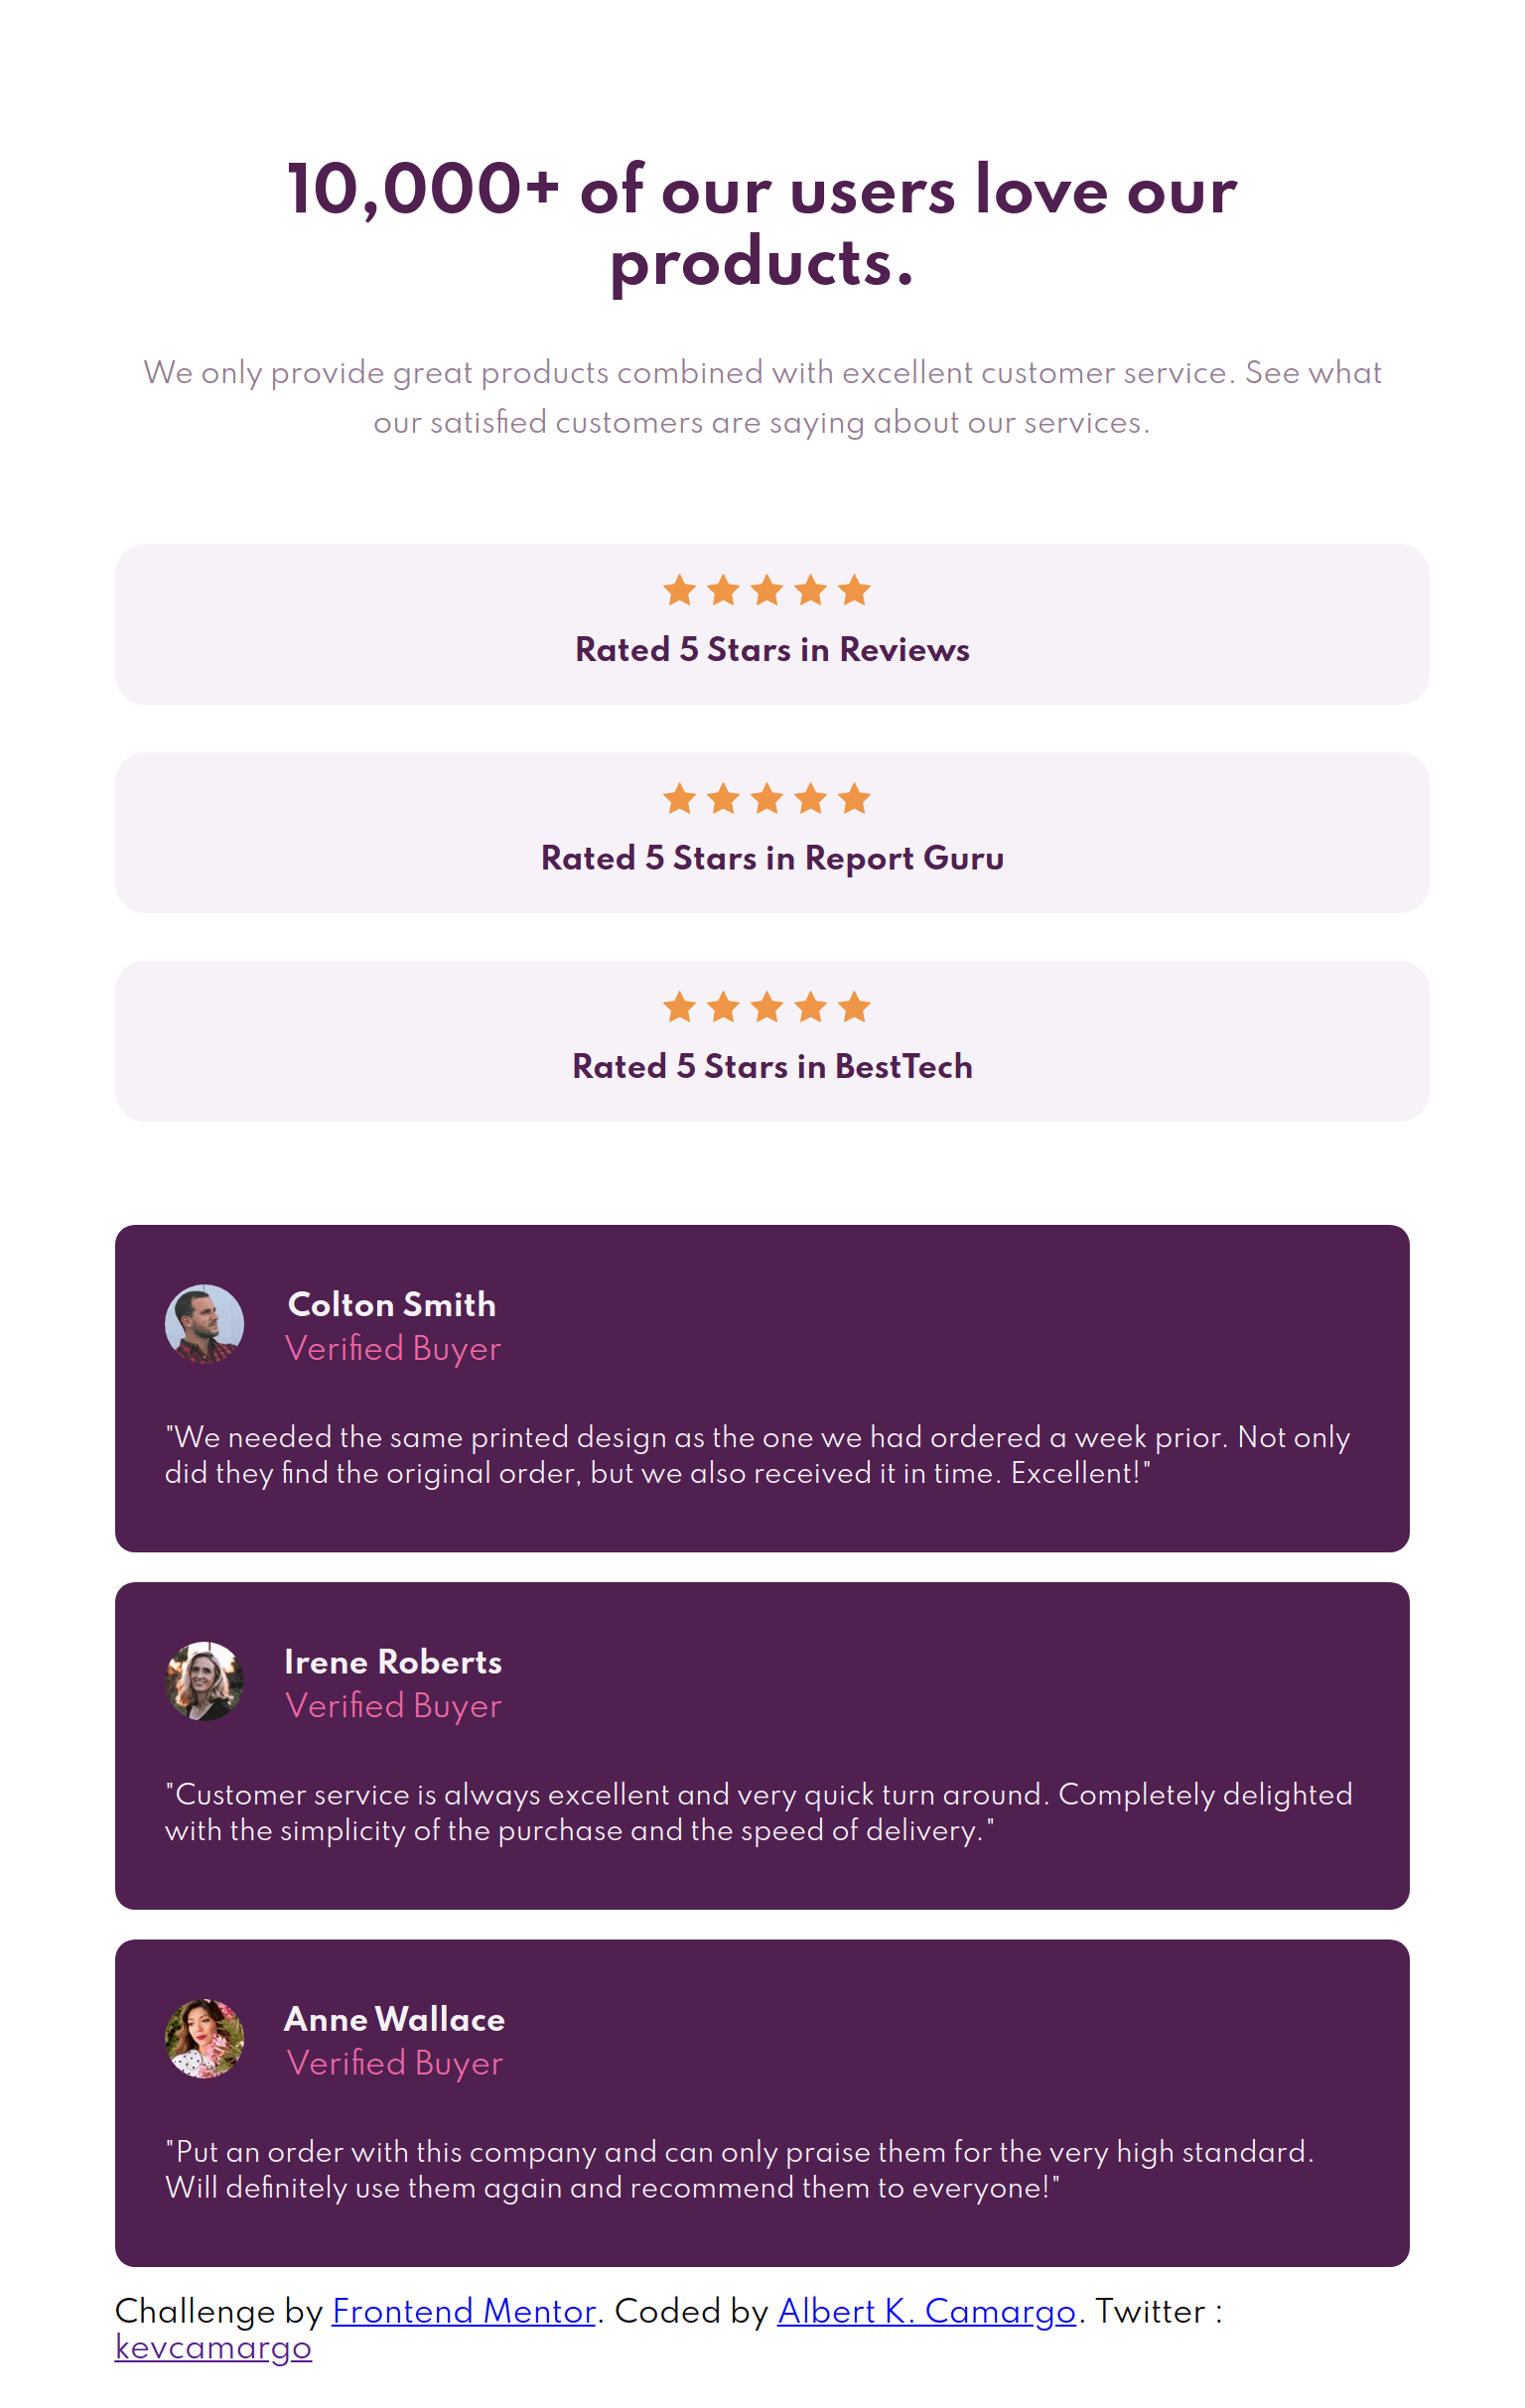 10,000+ of our users love our
products.
We only provide great products combined with excellent customer service. See what
our satisfied customers are saying about our services.
Rated 5 Stars in Reviews
Rated 5 Stars in Report Guru
Rated 5 Stars in BestTech
Colton Smith
Verified Buyer
"We needed the same printed design as the one we had ordered a week prior. Not only
did they find the original order, but we also received it in time. Excellent!"
Irene Roberts
Verified Buyer
"Customer service is always excellent and very quick turn around. Completely delighted
with the simplicity of the purchase and the speed of delivery."
Anne Wallace
Verified Buyer
"Put an order with this company and can only praise them for the very high standard.
Will definitely use them again and recommend them to everyone!"
Challenge by Frontend Mentor. Coded by Albert K. Camargo. Twitter :
kevcamargo